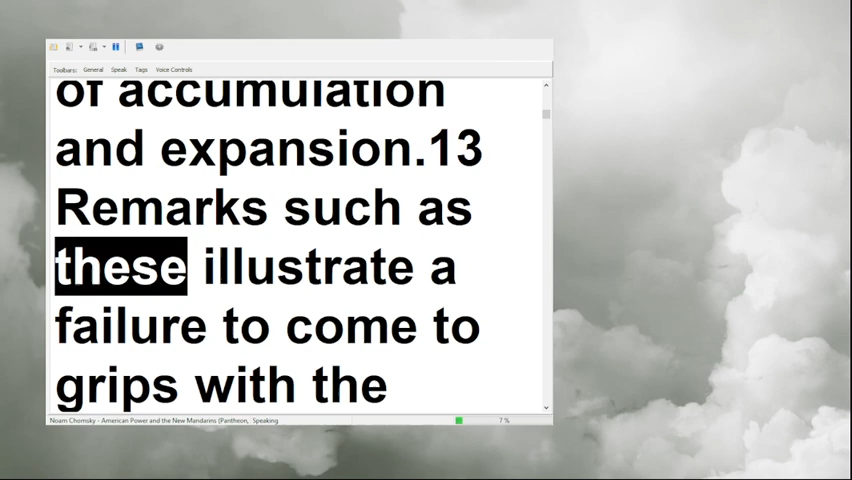 Toolbars: General Speak Tags Voice Controls
of accumulation
and expansion.13
Remarks such as
these illustrate a
failure to come to
grips with the
Noam Chomsky - American Power and the New Mandarins (Pantheon, Speaking 7 %